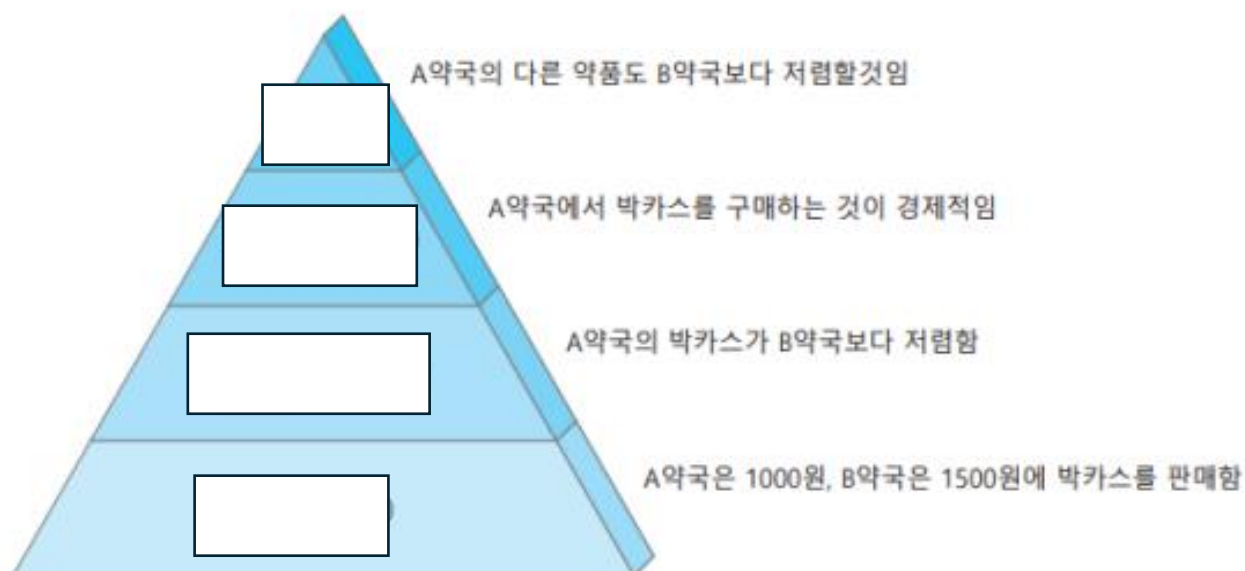 A약국의 다른 약품도 B약국보다 저렴할것임
A약국에서 박카스를 구매하는 것이 경제적임
A약국의 박카스가 B약국보다 저렴함
A약국은 1000원, B약국은 1500원에 박카스를 판매함